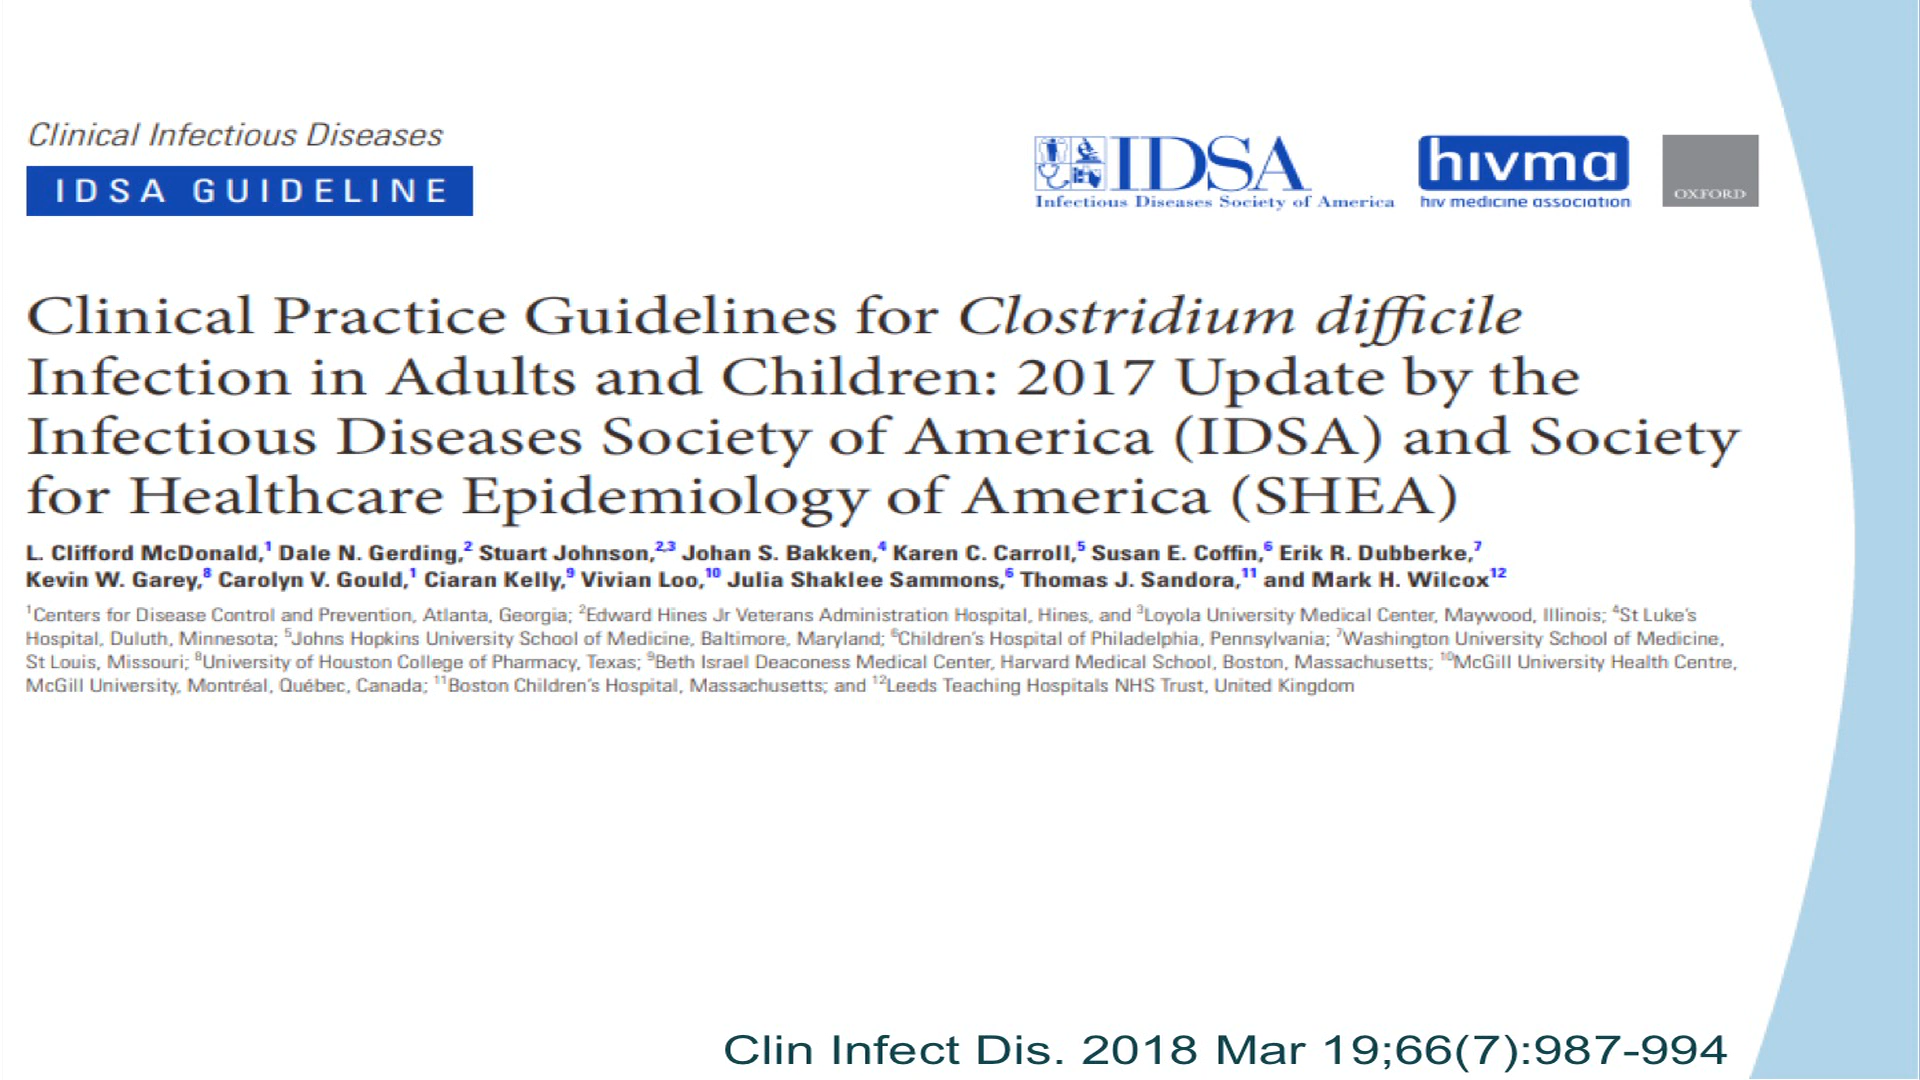 Clinical Infectious Diseases
IDSA GUIDELINE
IDSA
Infectious Diseases Society of America
hivma
hiv medicine association
OXFORD
Clinical Practice Guidelines for Clostridium difficile
Infection in Adults and Children: 2017 Update by the
Infectious Diseases Society of America (IDSA) and Society
for Healthcare Epidemiology of America (SHEA)
L. Clifford McDonald,1 Dale N. Gerding,2 Stuart Johnson,2,3 Johan S. Bakken,4 Karen C. Carroll,5 Susan E. Coffin,6 Erik R. Dubberke,7
Kevin W. Garey,8 Carolyn V. Gould,1 Ciaran Kelly,9 Vivian Loo,10 Julia Shaklee Sammons,6 Thomas J. Sandora,11 and Mark H. Wilcox12
1Centers for Disease Control and Prevention, Atlanta, Georgia; 2Edward Hines Jr Veterans Administration Hospital, Hines, and 3Loyola University Medical Center, Maywood, Illinois; 4St Luke's
Hospital, Duluth, Minnesota; 5Johns Hopkins University School of Medicine, Baltimore, Maryland; 6Children's Hospital of Philadelphia, Pennsylvania; 7Washington University School of Medicine,
St Louis, Missouri; 8University of Houston College of Pharmacy, Texas; 9Beth Israel Deaconess Medical Center, Harvard Medical School, Boston, Massachusetts; 10McGill University Health Centre,
McGill University, Montréal, Québec, Canada; 11Boston Children's Hospital, Massachusetts; and 12Leeds Teaching Hospitals NHS Trust, United Kingdom
Clin Infect Dis. 2018 Mar 19;66(7):987-994